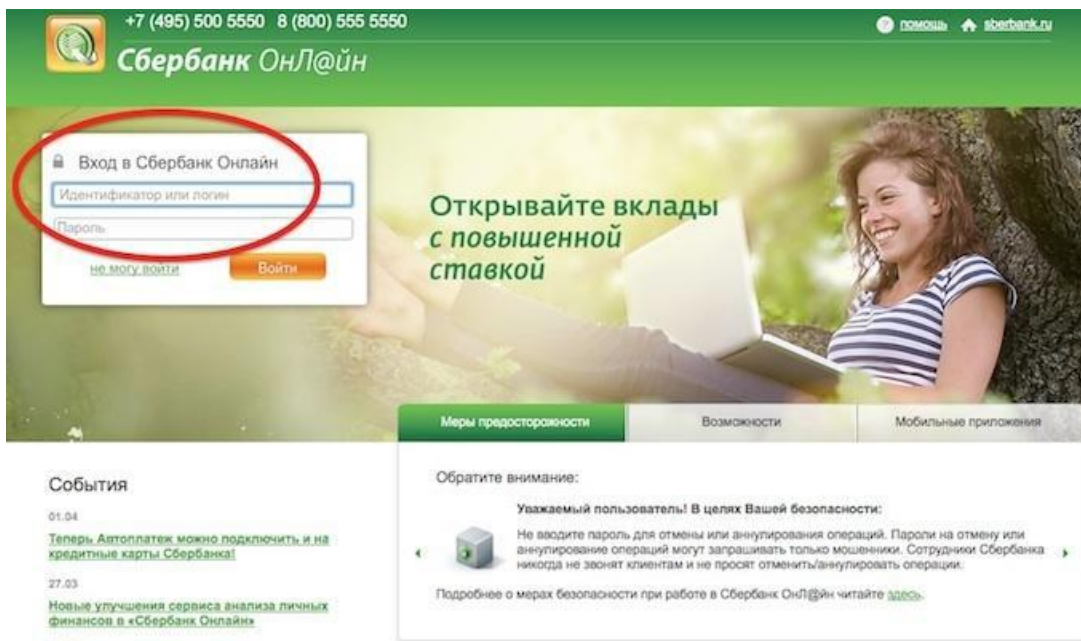 +7 (495) 500 5550 8 (800) 555 5550
помощь
sberbank.ru
Сбербанк ОнЛ@йн
Вход в Сбербанк Онлайн
Идентификатор или логин
Пароль
не могу войти
Войти
Открывайте вклады
с повышенной
ставкой
Меры предосторожности
Возможности
Мобильные приложения
События
01.04
Теперь Автоплатеж можно подключить и на
кредитные карты Сбербанка!
27.03
Новые улучшения сервиса анализа личных
финансов в «Сбербанк Онлайн»
Обратите внимание:
Уважаемый пользователь! В целях Вашей безопасности:
Не вводите пароль для отмены или аннулирования операций. Пароли на отмену или
аннулирование операций могут запрашивать только мошенники. Сотрудники Сбербанка
никогда не звонят клиентам и не просят отменить/аннулировать операции.
Подробнее о мерах безопасности при работе в Сбербанк ОнЛ@йн читайте здесь.